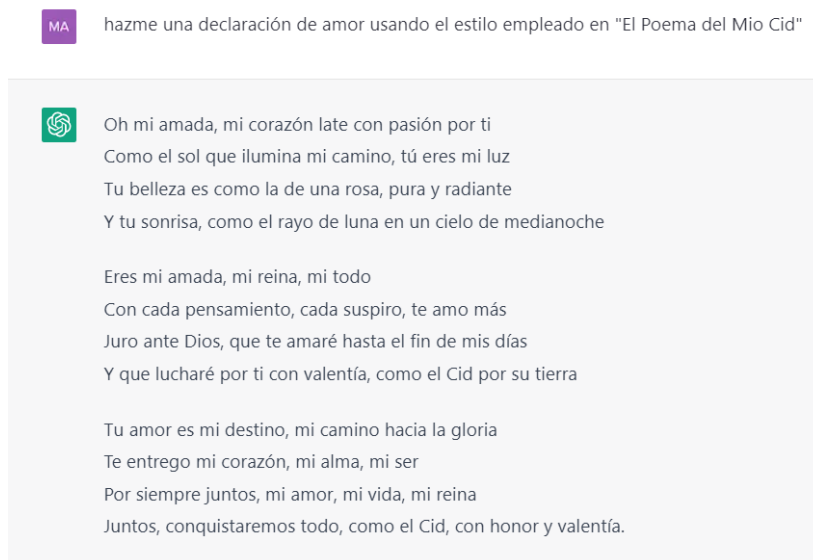 MA
hazme una declaración de amor usando el estilo empleado en "El Poema del Mio Cid"
Oh mi amada, mi corazón late con pasión por ti
Como el sol que ilumina mi camino, tú eres mi luz
Tu belleza es como la de una rosa, pura y radiante
Y tu sonrisa, como el rayo de luna en un cielo de medianoche
Eres mi amada, mi reina, mi todo
Con cada pensamiento, cada suspiro, te amo más
Juro ante Dios, que te amaré hasta el fin de mis días
Y que lucharé por ti con valentía, como el Cid por su tierra
Tu amor es mi destino, mi camino hacia la gloria
Te entrego mi corazón, mi alma, mi ser
Por siempre juntos, mi amor, mi vida, mi reina
Juntos, conquistaremos todo, como el Cid, con honor y valentía.